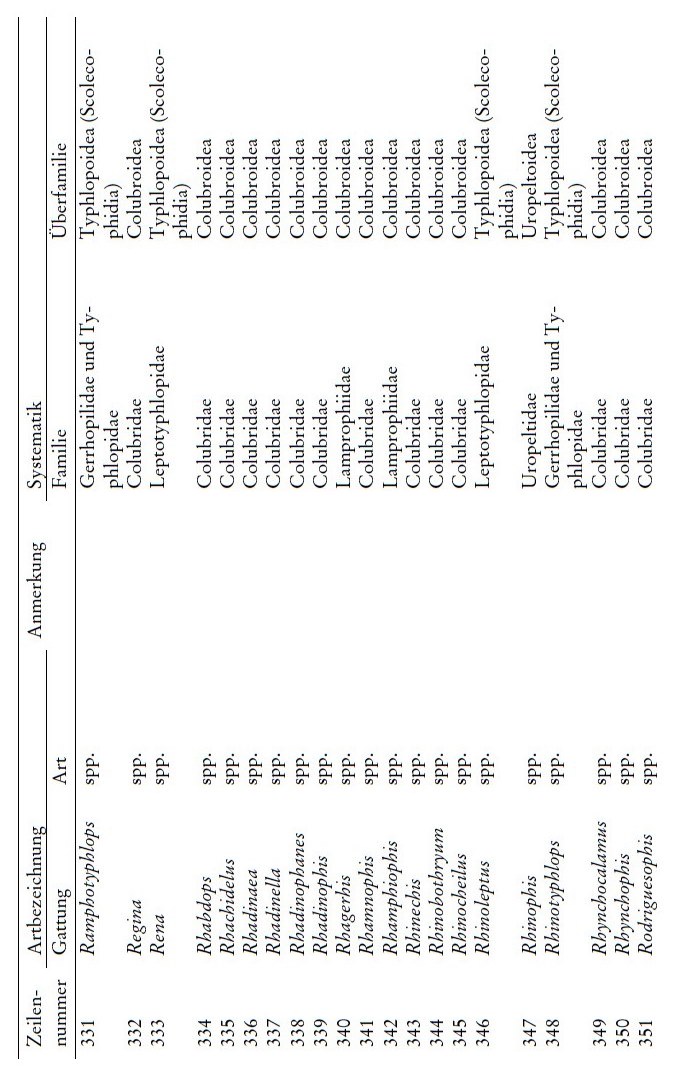 Zeilen- Artbezeichnung Anmerkung Systematik
nummer Gattung Art Familie Überfamilie
331 Ramphotyphlops spp. Gerrhopilidae und Ty- Typhlopoidea (Scoleco-
phlopidae phidia)
332 Regina spp. Colubridae Colubroidea
333 Rena spp. Leptotyphlopidae Typhlopoidea (Scoleco-
phidia)
334 Rhabdops spp. Colubridae Colubroidea
335 Rhachidelus spp. Colubridae Colubroidea
336 Rhadinaea spp. Colubridae Colubroidea
337 Rhadinella spp. Colubridae Colubroidea
338 Rhadinophanes spp. Colubridae Colubroidea
339 Rhadinophis spp. Colubridae Colubroidea
340 Rhagerhis spp. Lamprophiidae Colubroidea
341 Rhamnophis spp. Colubridae Colubroidea
342 Rhamphiophis spp. Lamprophiidae Colubroidea
343 Rhinechis spp. Colubridae Colubroidea
344 Rhinobothryum spp. Colubridae Colubroidea
345 Rhinocheilus spp. Colubridae Colubroidea
346 Rhinoleptus spp. Leptotyphlopidae Typhlopoidea (Scoleco-
phidia)
347 Rhinophis spp. Uropeltidae Uropeltoidea
348 Rhinotyphlops spp. Gerrhopilidae und Ty- Typhlopoidea (Scoleco-
phlopidae phidia)
349 Rhynchocalamus spp. Colubridae Colubroidea
350 Rhynchophis spp. Colubridae Colubroidea
351 Rodriguesophis spp. Colubridae Colubroidea